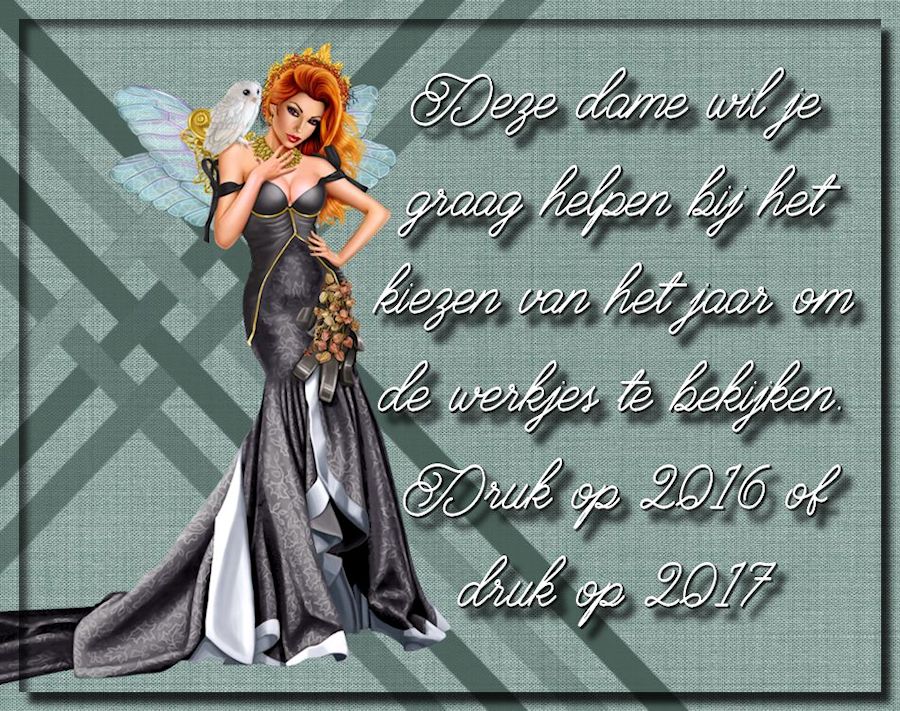 Deze dame wil je
graag helpen bij het
kiezen van het jaar om
de werkjes te bekijken.
Druk op 2016 of
druk op 2017